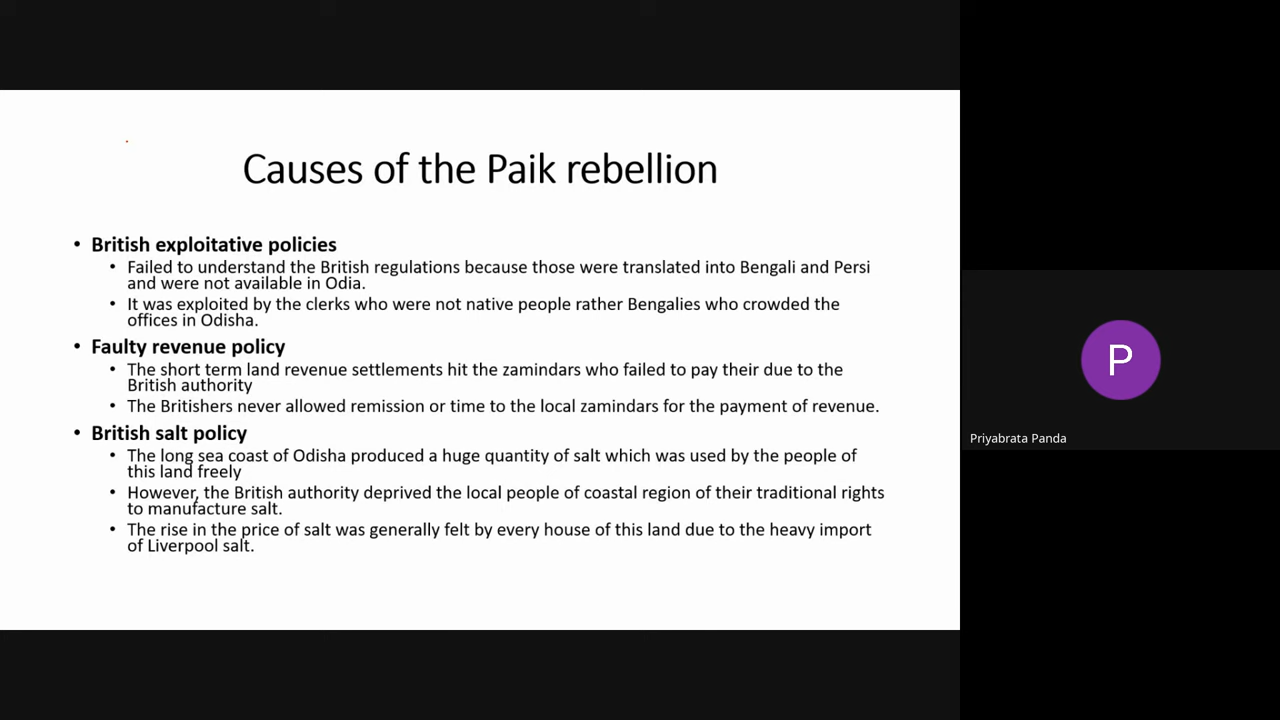 Causes of the Paik rebellion
• British exploitative policies
• Failed to understand the British regulations because those were translated into Bengali and Persi
and were not available in Odia.
• It was exploited by the clerks who were not native people rather Bengalies who crowded the
offices in Odisha.
• Faulty revenue policy
• The short term land revenue settlements hit the zamindars who failed to pay their due to the
British authority
• The Britishers never allowed remission or time to the local zamindars for the payment of revenue.
• British salt policy
• The long sea coast of Odisha produced a huge quantity of salt which was used by the people of
this land freely
• However, the British authority deprived the local people of coastal region of their traditional rights
to manufacture salt.
• The rise in the price of salt was generally felt by every house of this land due to the heavy import
of Liverpool salt.
P
Priyabrata Panda